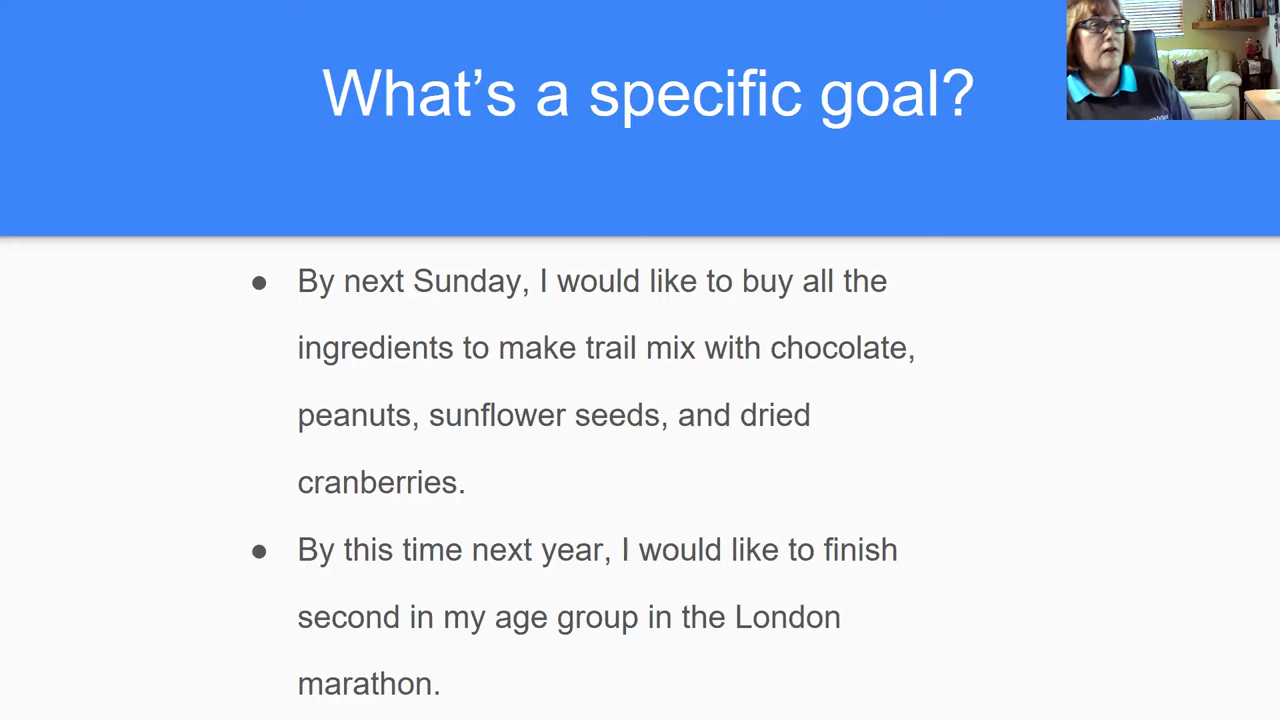 What's a specific goal?
● By next Sunday, I would like to buy all the
ingredients to make trail mix with chocolate,
peanuts, sunflower seeds, and dried
cranberries.
● By this time next year, I would like to finish
second in my age group in the London
marathon.